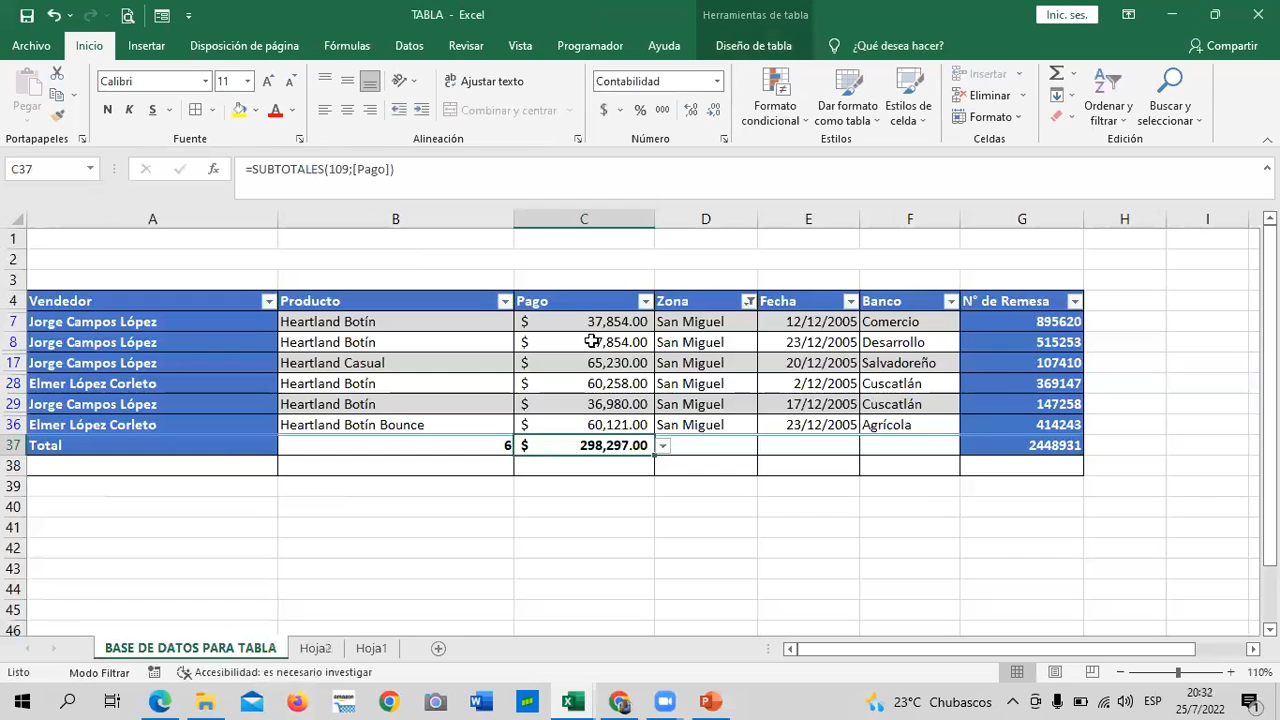 TABLA - Excel
Herramientas de tabla
Inic. ses.
Archivo Inicio Insertar Disposición de página Fórmulas Datos Revisar Vista Programador Ayuda Diseño de tabla ¿Qué desea hacer? Compartir
Pegar
Calibri 11
Ajustar texto
Contabilidad
Formato condicional
Dar formato como tabla
Estilos de celda
Insertar
Eliminar
Formato
Ordenar y filtrar
Buscar y seleccionar
N K S
Combinar y centrar
$ % 000
Portapapeles Fuente Alineación Número Estilos Celdas Edición
C37 =SUBTOTALES(109;[Pago])
A B C D E F G H I
1
2
3
4 Vendedor Producto Pago Zona Fecha Banco N° de Remesa
7 Jorge Campos López Heartland Botín $ 37,854.00 San Miguel 12/12/2005 Comercio 895620
8 Jorge Campos López Heartland Botín $ 7,854.00 San Miguel 23/12/2005 Desarrollo 515253
17 Jorge Campos López Heartland Casual $ 65,230.00 San Miguel 20/12/2005 Salvadoreño 107410
28 Elmer López Corleto Heartland Botín $ 60,258.00 San Miguel 2/12/2005 Cuscatlán 369147
29 Jorge Campos López Heartland Botín $ 36,980.00 San Miguel 17/12/2005 Cuscatlán 147258
36 Elmer López Corleto Heartland Botín Bounce $ 60,121.00 San Miguel 23/12/2005 Agrícola 414243
37 Total 6 $ 298,297.00 2448931
38
39
40
41
42
43
44
45
46
BASE DE DATOS PARA TABLA Hoja2 Hoja1
Listo Modo Filtrar Accesibilidad: es necesario investigar 110%
23°C Chubascos ESP 20:32
25/7/2022